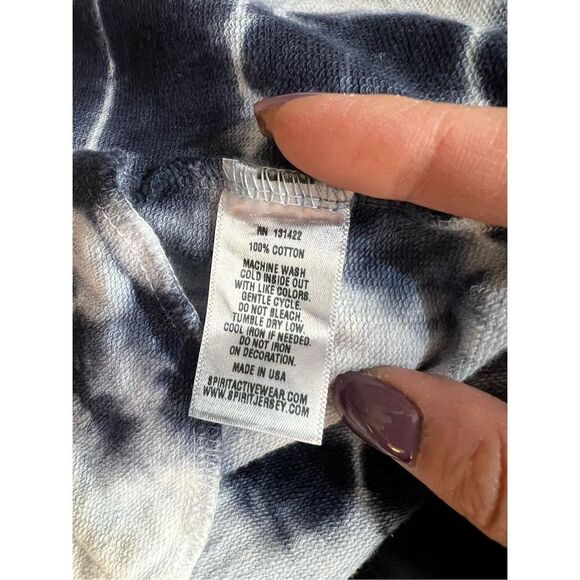 RN 131422
100% COTTON
MACHINE WASH
COLD INSIDE OUT
WITH LIKE COLORS.
GENTLE CYCLE.
DO NOT BLEACH.
TUMBLE DRY LOW.
COOL IRON IF NEEDED.
DO NOT IRON
ON DECORATION.
MADE IN USA
SPIRITACTIVEWEAR.COM
WWW.SPIRITJERSEY.COM